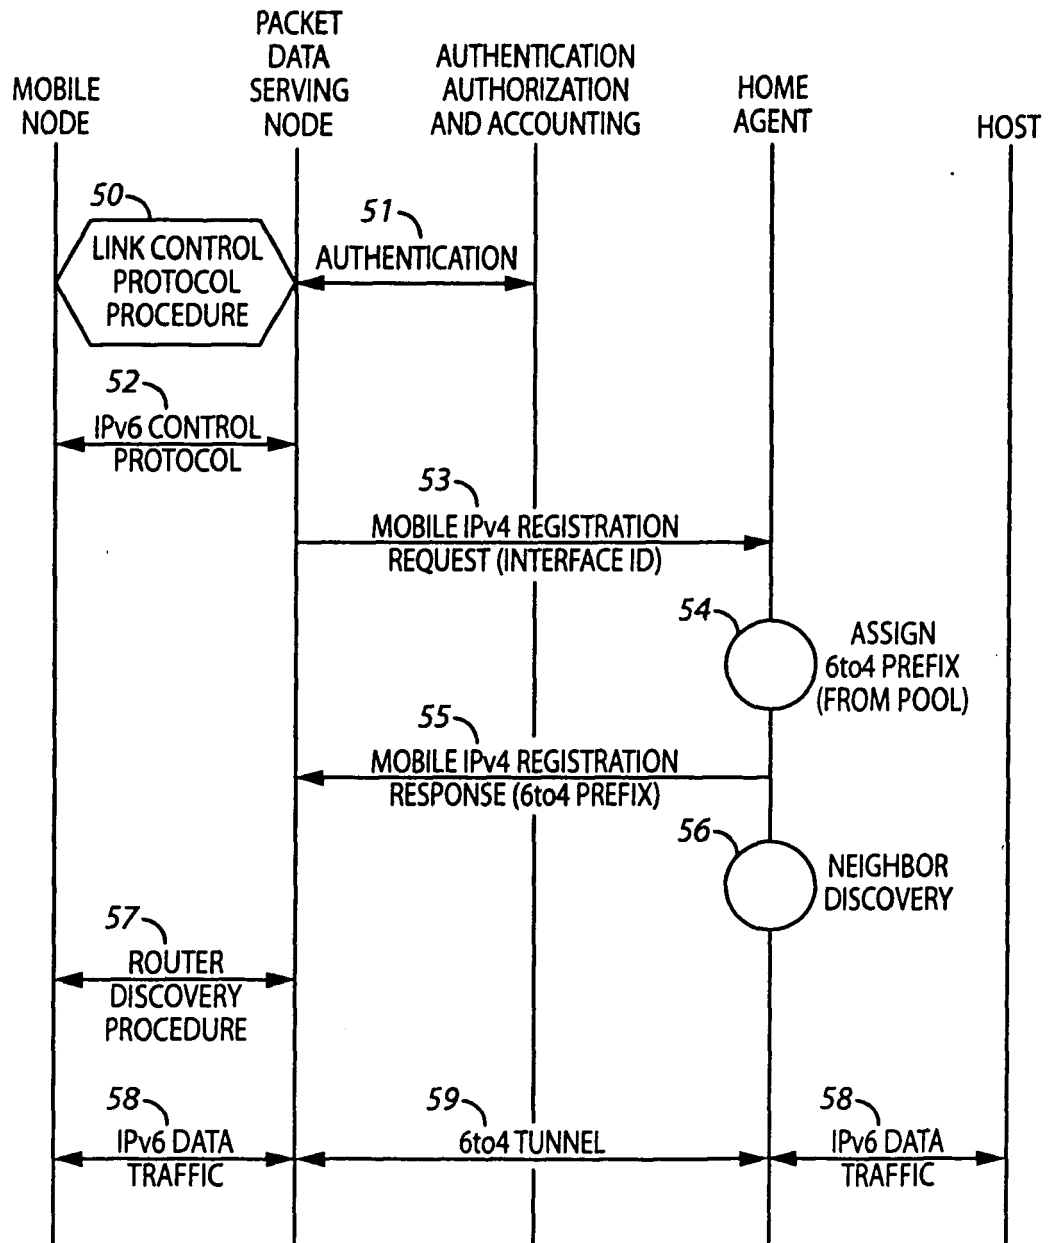 MOBILE
NODE
PACKET
DATA
SERVING
NODE
AUTHENTICATION
AUTHORIZATION
AND ACCOUNTING
HOME
AGENT
HOST
50
LINK CONTROL
PROTOCOL
PROCEDURE
51
AUTHENTICATION
52
IPv6 CONTROL
PROTOCOL
53
MOBILE IPv4 REGISTRATION
REQUEST (INTERFACE ID)
54
ASSIGN
6to4 PREFIX
(FROM POOL)
55
MOBILE IPv4 REGISTRATION
RESPONSE (6to4 PREFIX)
56
NEIGHBOR
DISCOVERY
57
ROUTER
DISCOVERY
PROCEDURE
58
IPv6 DATA
TRAFFIC
59
6to4 TUNNEL
58
IPv6 DATA
TRAFFIC